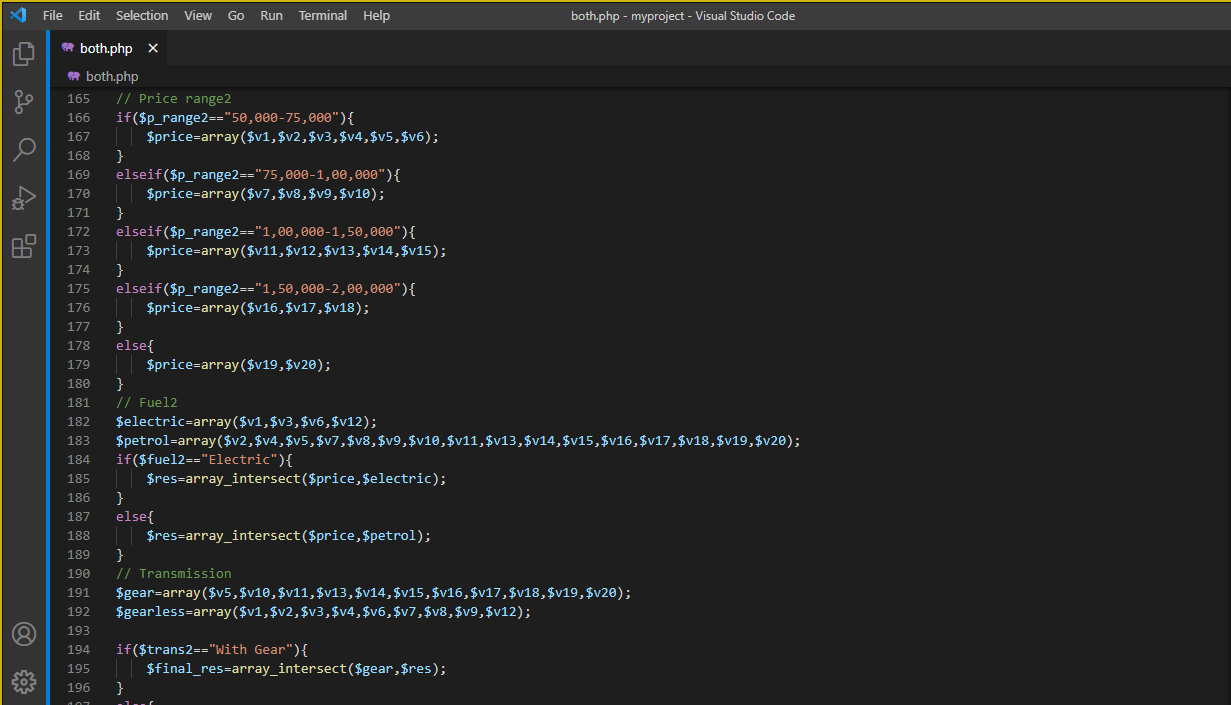 File Edit Selection View Go Run Terminal Help both.php - myproject - Visual Studio Code
both.php ×
both.php
165 // Price range2
166 if($p_range2=="50,000-75,000"){
167 $price=array($v1,$v2,$v3,$v4,$v5,$v6);
168 }
169 elseif($p_range2=="75,000-1,00,000"){
170 $price=array($v7,$v8,$v9,$v10);
171 }
172 elseif($p_range2=="1,00,000-1,50,000"){
173 $price=array($v11,$v12,$v13,$v14,$v15);
174 }
175 elseif($p_range2=="1,50,000-2,00,000"){
176 $price=array($v16,$v17,$v18);
177 }
178 else{
179 $price=array($v19,$v20);
180 }
181 // Fuel2
182 $electric=array($v1,$v3,$v6,$v12);
183 $petrol=array($v2,$v4,$v5,$v7,$v8,$v9,$v10,$v11,$v13,$v14,$v15,$v16,$v17,$v18,$v19,$v20);
184 if($fuel2=="Electric"){
185 $res=array_intersect($price,$electric);
186 }
187 else{
188 $res=array_intersect($price,$petrol);
189 }
190 // Transmission
191 $gear=array($v5,$v10,$v11,$v13,$v14,$v15,$v16,$v17,$v18,$v19,$v20);
192 $gearless=array($v1,$v2,$v3,$v4,$v6,$v7,$v8,$v9,$v12);
193
194 if($trans2=="With Gear"){
195 $final_res=array_intersect($gear,$res);
196 }
197 else{